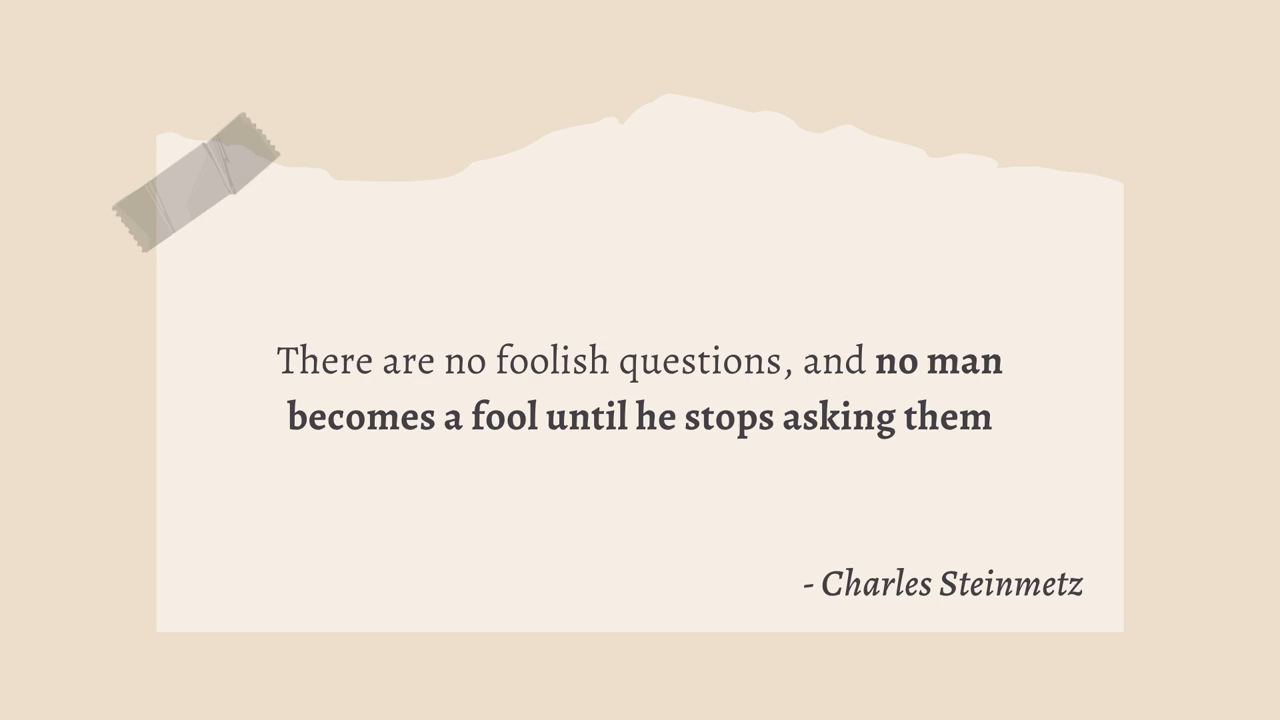 There are no foolish questions, and no man
becomes a fool until he stops asking them
- Charles Steinmetz